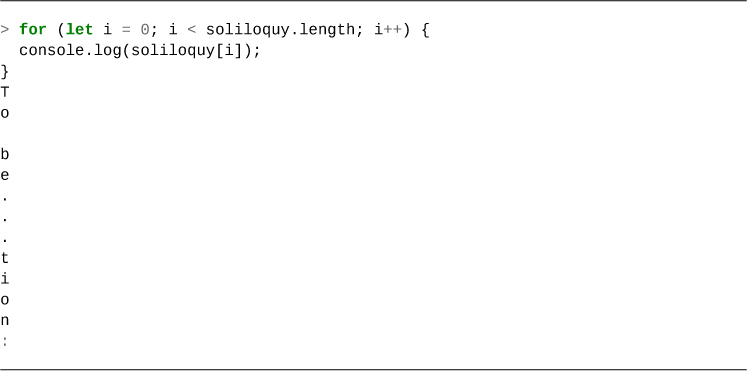 > for (let i = 0; i < soliloquy.length; i++) {
  console.log(soliloquy[i]);
}
T
o

b
e
.
.
.
t
i
o
n
: